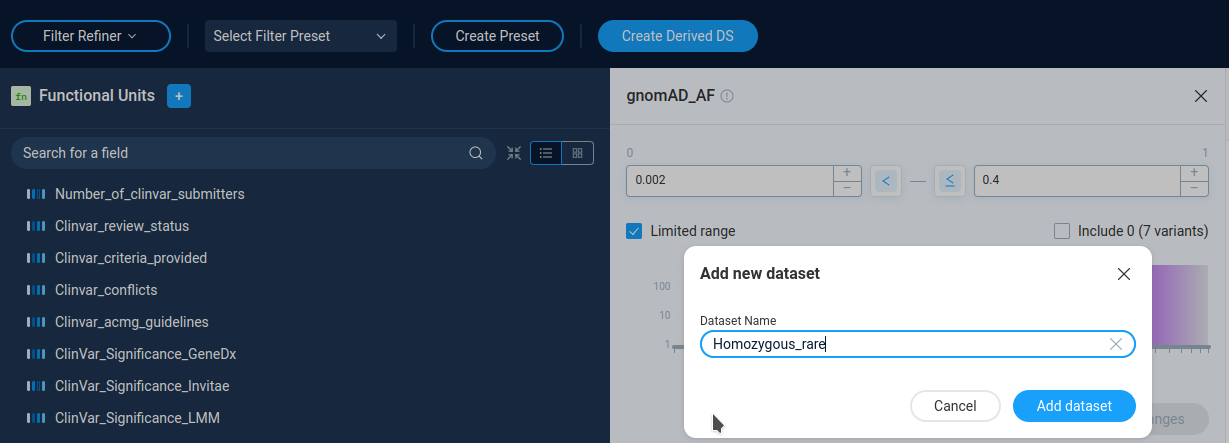 Filter Refiner
Select Filter Preset
Create Preset
Create Derived DS
fn Functional Units +
Search for a field
Number_of_clinvar_submitters
Clinvar_review_status
Clinvar_criteria_provided
Clinvar_conflicts
Clinvar_acmg_guidelines
ClinVar_Significance_GeneDx
ClinVar_Significance_Invitae
ClinVar_Significance_LMM
gnomAD_AF
0 1
0.002 + − < — ≤ 0.4 + −
Limited range Include 0 (7 variants)
100
10
1
Add new dataset
Dataset Name
Homozygous_rare
Cancel
Add dataset